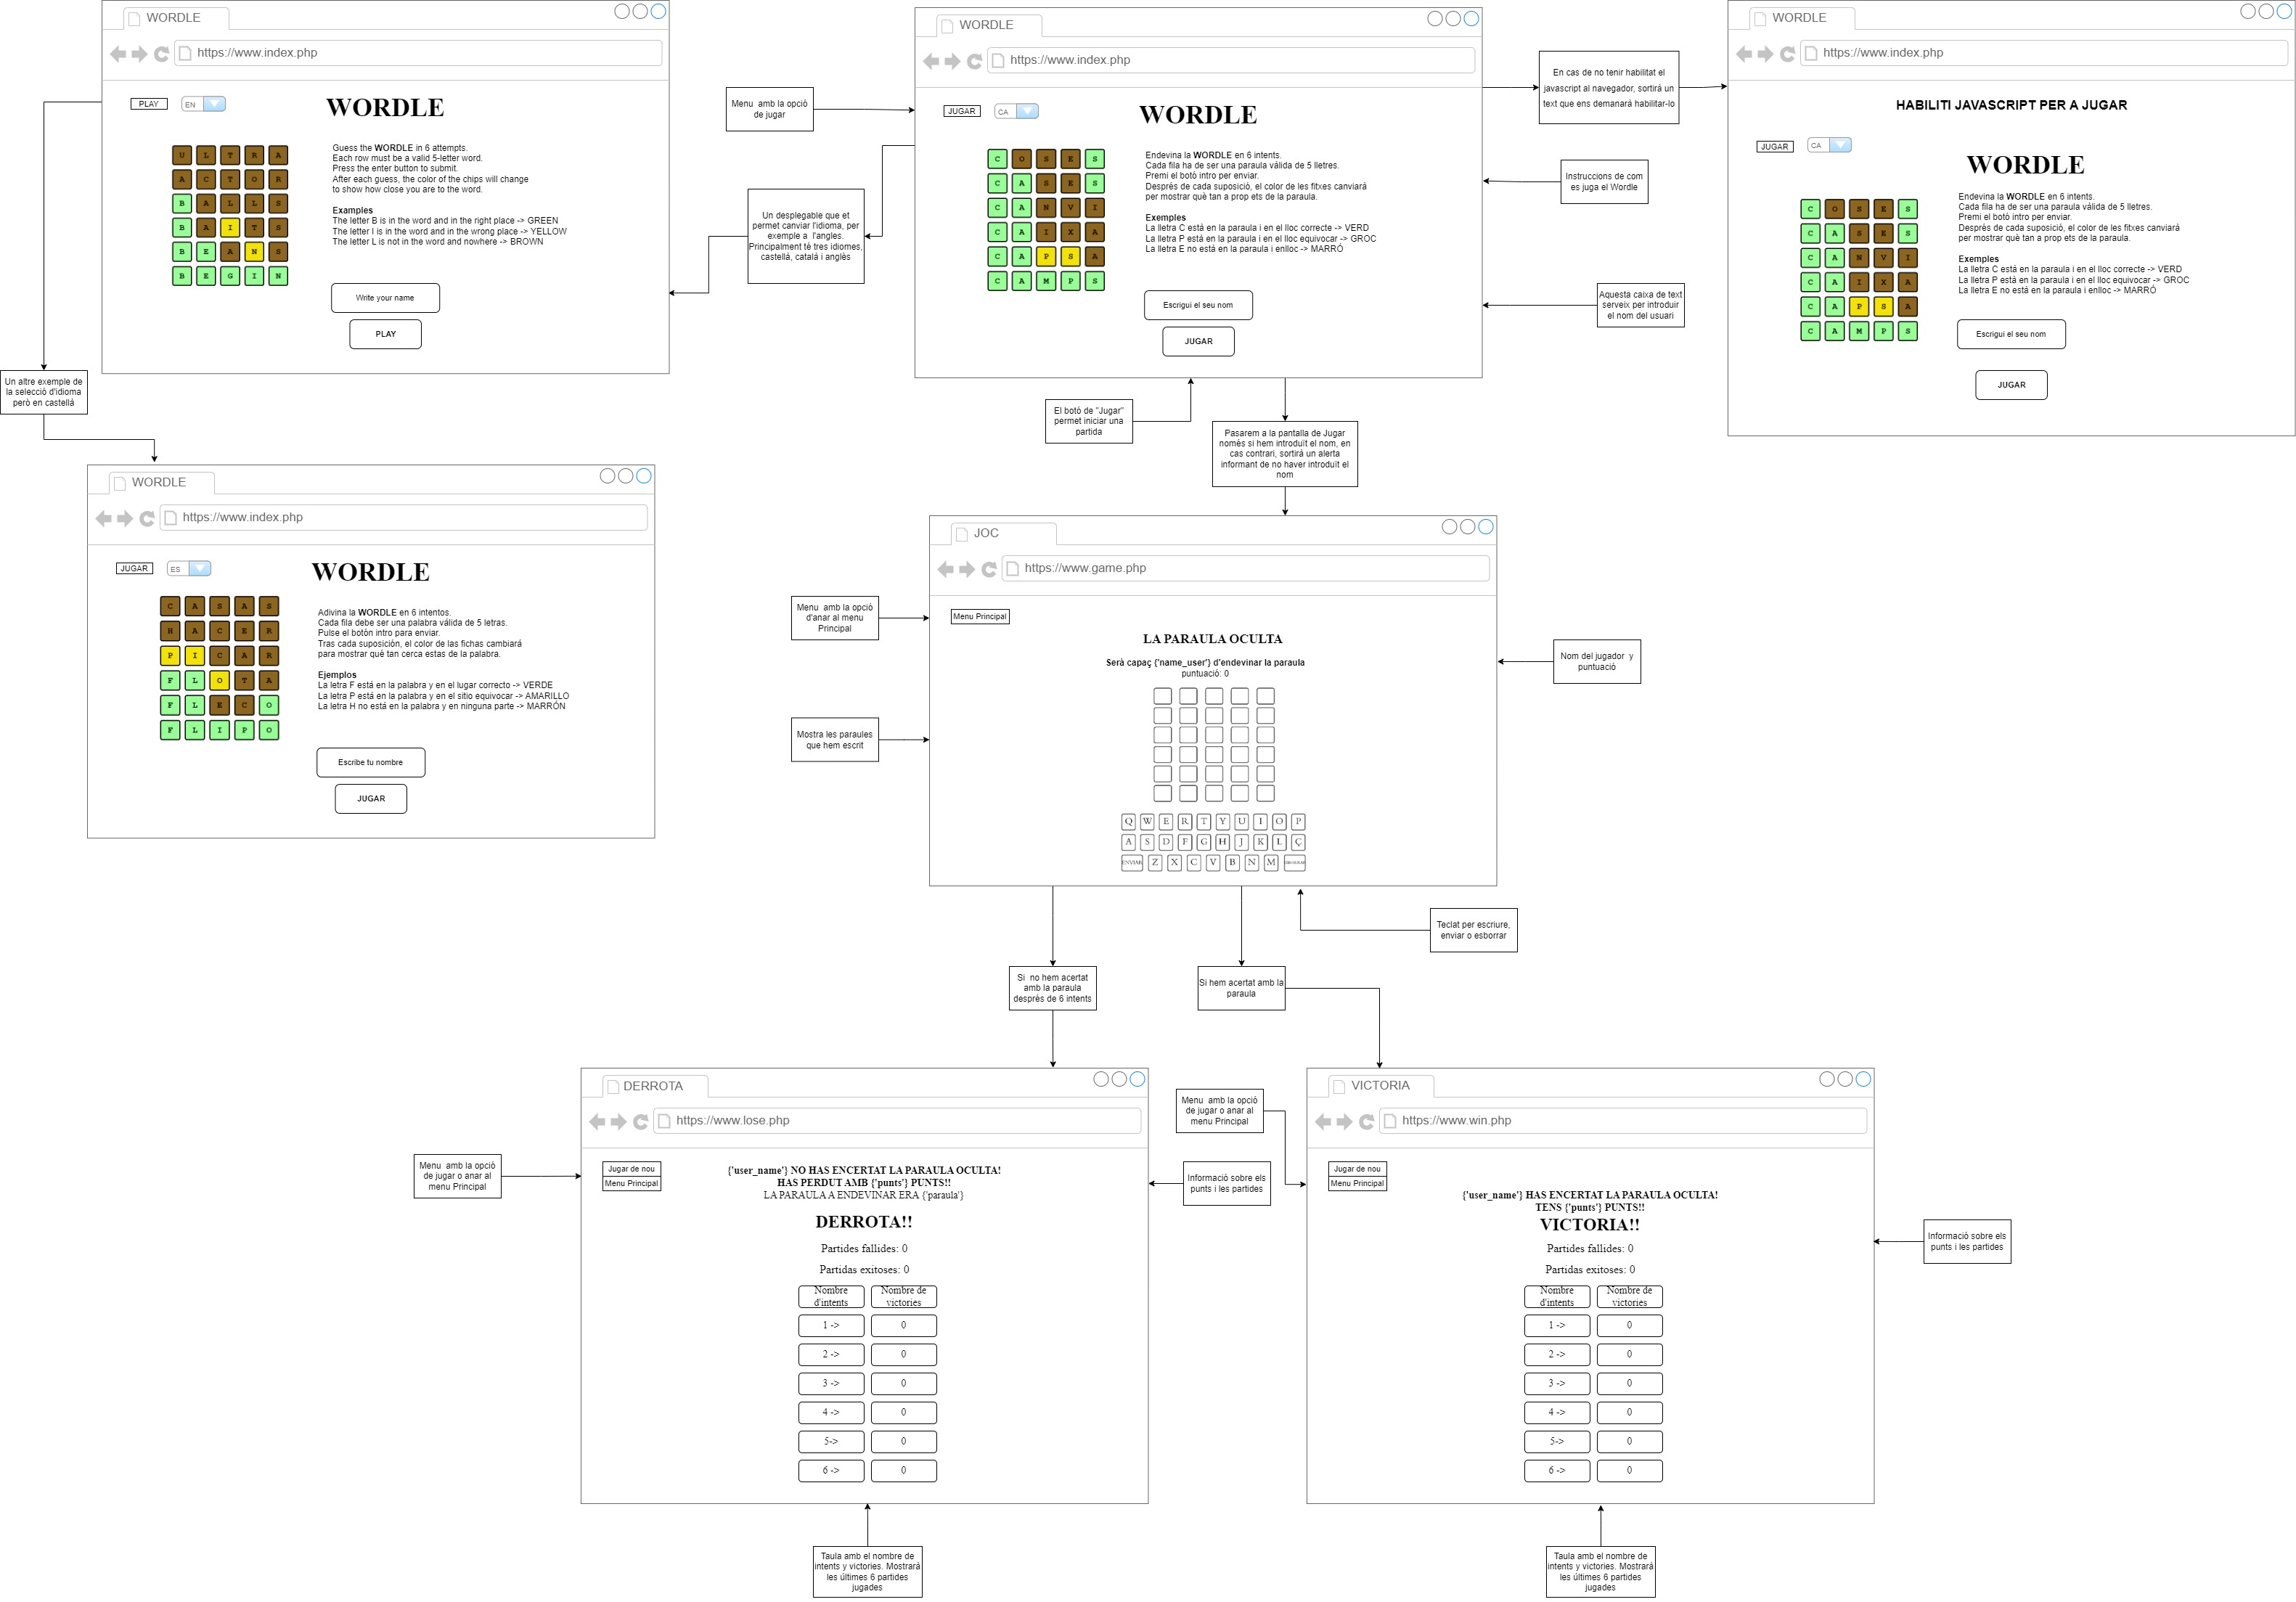 WORDLE
https://www.index.php
PLAY
EN
WORDLE
U L T R A
A C T O R
B A L L S
B A I T S
B E A N S
B E G I N
Guess the WORDLE in 6 attempts.
Each row must be a valid 5-letter word.
Press the enter button to submit.
After each guess, the color of the chips will change
to show how close you are to the word.
Examples
The letter B is in the word and in the right place -> GREEN
The letter I is in the word and in the wrong place -> YELLOW
The letter L is not in the word and nowhere -> BROWN
Write your name
PLAY
Menu amb la opció
de jugar
Un desplegable que et
permet canviar l'idioma, per
exemple a l'angles.
Principalment té tres idiomes,
castellà, català i anglès
WORDLE
https://www.index.php
JUGAR
CA
WORDLE
C O S E S
C A S E S
C A N V I
C A I X A
C A P S A
C A M P S
Endevina la WORDLE en 6 intents.
Cada fila ha de ser una paraula válida de 5 lletres.
Premi el botó intro per enviar.
Després de cada suposició, el color de les fitxes canviarà
per mostrar què tan a prop ets de la paraula.
Exemples
La lletra C está en la paraula i en el lloc correcte -> VERD
La lletra P està en la paraula i en el lloc equivocar -> GROC
La lletra E no està en la paraula i enlloc -> MARRÓ
Escrigui el seu nom
JUGAR
En cas de no tenir habilitat el
javascript al navegador, sortirà un
text que ens demanarà habilitar-lo
Instruccions de com
es juga el Wordle
Aquesta caixa de text
serveix per introduir
el nom del usuari
WORDLE
https://www.index.php
HABILITI JAVASCRIPT PER A JUGAR
JUGAR
CA
WORDLE
C O S E S
C A S E S
C A N V I
C A I X A
C A P S A
C A M P S
Endevina la WORDLE en 6 intents.
Cada fila ha de ser una paraula válida de 5 lletres.
Premi el botó intro per enviar.
Després de cada suposició, el color de les fitxes canviarà
per mostrar què tan a prop ets de la paraula.
Exemples
La lletra C está en la paraula i en el lloc correcte -> VERD
La lletra P està en la paraula i en el lloc equivocar -> GROC
La lletra E no està en la paraula i enlloc -> MARRÓ
Escrigui el seu nom
JUGAR
Un altre exemple de
la selecciò d'idioma
però en castellà
El botó de "Jugar"
permet iniciar una
partida
Pasarem a la pantalla de Jugar
només si hem introduït el nom, en
cas contrari, sortirà un alerta
informant de no haver introduït el
nom
WORDLE
https://www.index.php
JUGAR
ES
WORDLE
C A S A S
H A C E R
P I C A R
F L O T A
F L E C O
F L I P O
Adivina la WORDLE en 6 intentos.
Cada fila debe ser una palabra válida de 5 letras.
Pulse el botón intro para enviar.
Tras cada suposición, el color de las fichas cambiará
para mostrar qué tan cerca estas de la palabra.
Ejemplos
La letra F está en la palabra y en el lugar correcto -> VERDE
La letra P está en la palabra y en el sitio equivocar -> AMARILLO
La letra H no está en la palabra y en ninguna parte -> MARRÓN
Escribe tu nombre
JUGAR
JOC
https://www.game.php
Menu Principal
LA PARAULA OCULTA
Serà capaç {'name_user'} d'endevinar la paraula
puntuació: 0
Q W E R T Y U I O P
A S D F G H J K L Ç
ENVIAR Z X C V B N M
Menu amb la opció
d'anar al menu
Principal
Mostra les paraules
que hem escrit
Nom del jugador y
puntuació
Teclat per escriure,
enviar o esborrar
Si no hem acertat
amb la paraula
desprès de 6 intents
Si hem acertat amb la
paraula
Menu amb la opció
de jugar o anar al
menu Principal
DERROTA
https://www.lose.php
Jugar de nou
Menu Principal
{'user_name'} NO HAS ENCERTAT LA PARAULA OCULTA!
HAS PERDUT AMB {'punts'} PUNTS!!
LA PARAULA A ENDEVINAR ERA {'paraula'}
DERROTA!!
Partides fallides: 0
Partidas exitoses: 0
Nombre d'intents Nombre de victories
1 -> 0
2 -> 0
3 -> 0
4 -> 0
5-> 0
6 -> 0
Taula amb el nombre de
intents y victories. Mostrarà
les últimes 6 partides
jugades
Menu amb la opció
de jugar o anar al
menu Principal
Informació sobre els
punts i les partides
VICTORIA
https://www.win.php
Jugar de nou
Menu Principal
{'user_name'} HAS ENCERTAT LA PARAULA OCULTA!
TENS {'punts'} PUNTS!!
VICTORIA!!
Partides fallides: 0
Partidas exitoses: 0
Nombre d'intents Nombre de victories
1 -> 0
2 -> 0
3 -> 0
4 -> 0
5-> 0
6 -> 0
Informació sobre els
punts i les partides
Taula amb el nombre de
intents y victories. Mostrarà
les últimes 6 partides
jugades